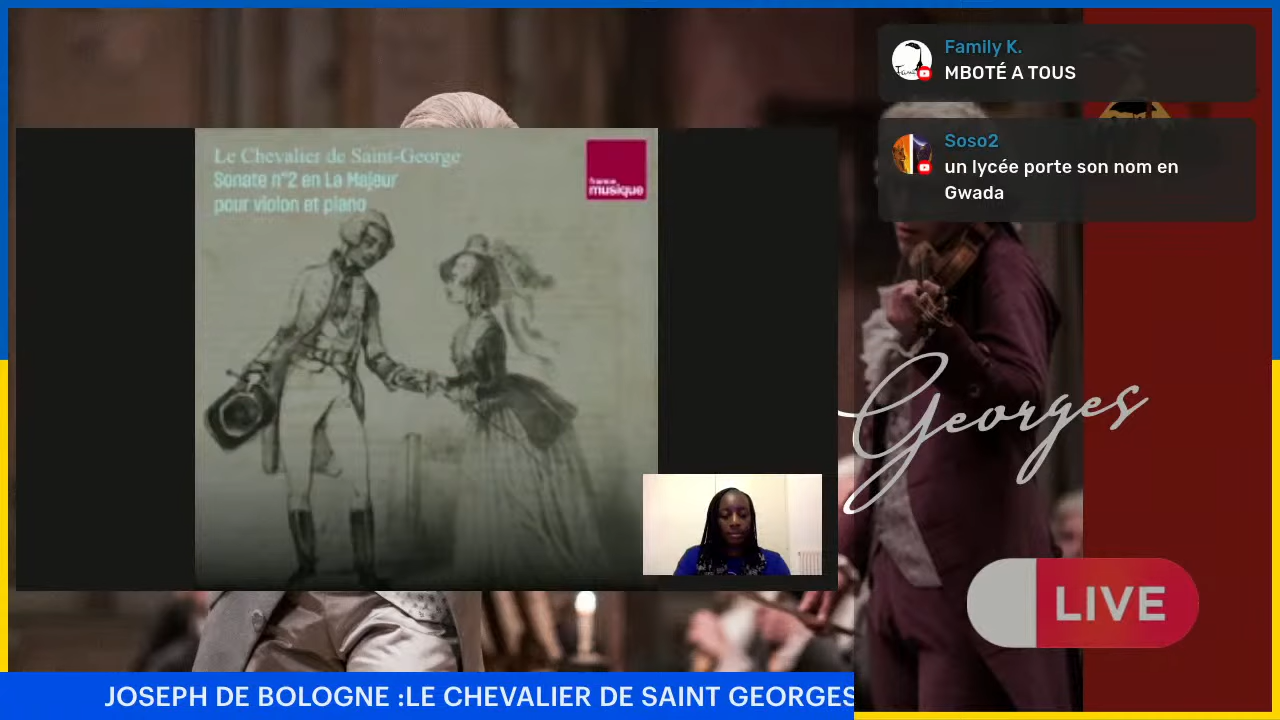 Family K.
MBOTÉ A TOUS
Soso2
un lycée porte son nom en
Gwada
Le Chevalier de Saint-George
Sonate n°2 en La Majeur
pour violon et piano
france
musique
Georges
LIVE
JOSEPH DE BOLOGNE :LE CHEVALIER DE SAINT GEORGES